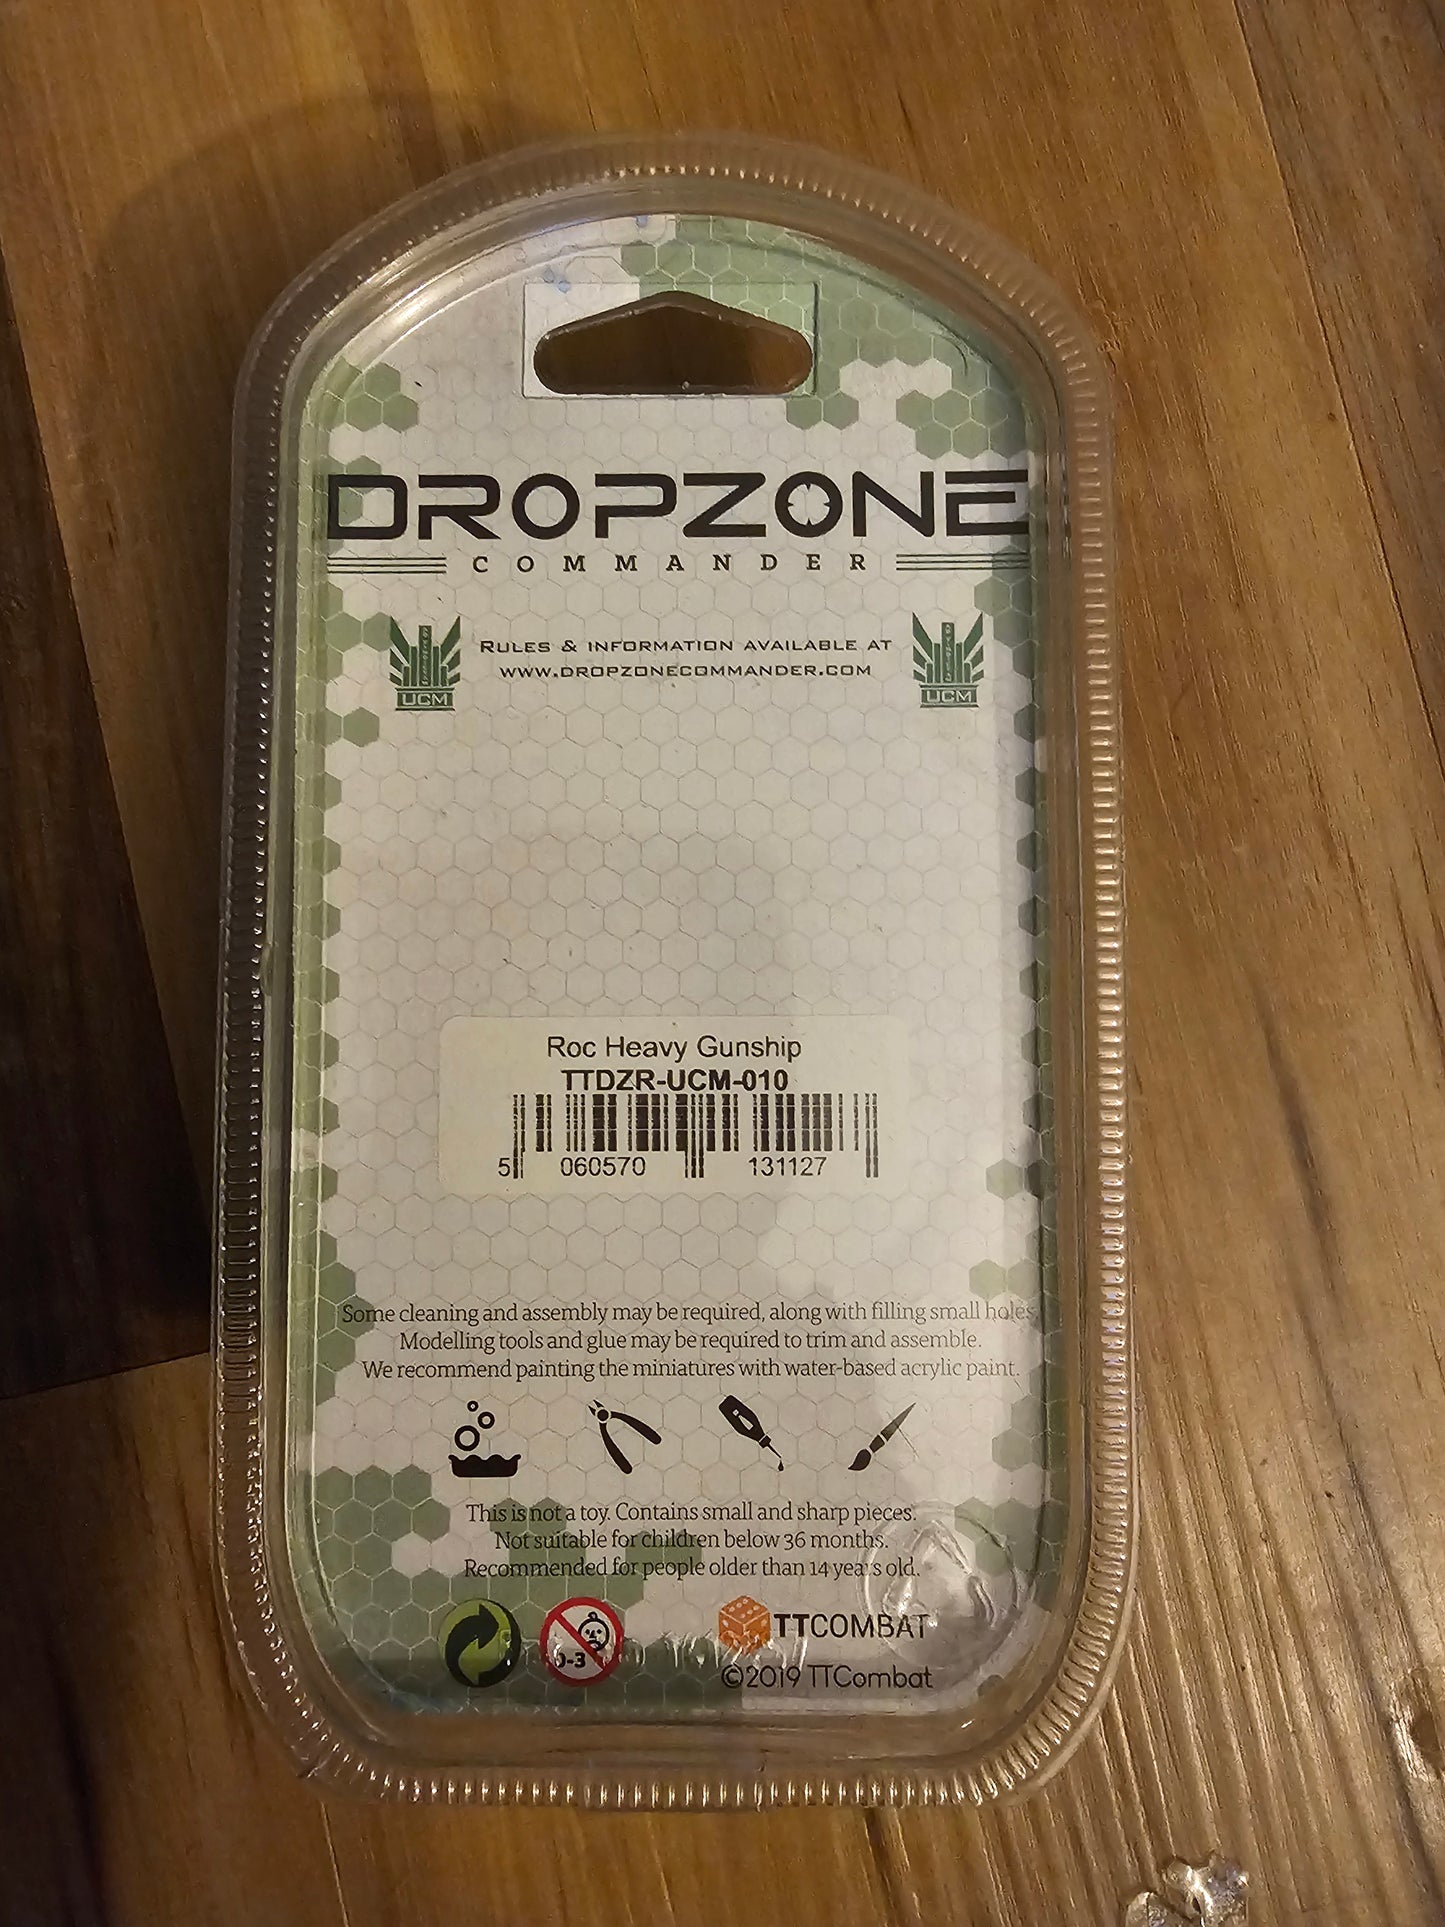 DROPZONE
COMMANDER
RULES & INFORMATION AVAILABLE AT
WWW.DROPZONECOMMANDER.COM
UCM
UCM
Roc Heavy Gunship
TTDZR-UCM-010
5 060570 131127
Some cleaning and assembly may be required, along with filling small holes.
Modelling tools and glue may be required to trim and assemble.
We recommend painting the miniatures with water-based acrylic paint.
This is not a toy. Contains small and sharp pieces.
Not suitable for children below 36 months.
Recommended for people older than 14 years old.
0-3
TTCOMBAT
©2019 TTCombat